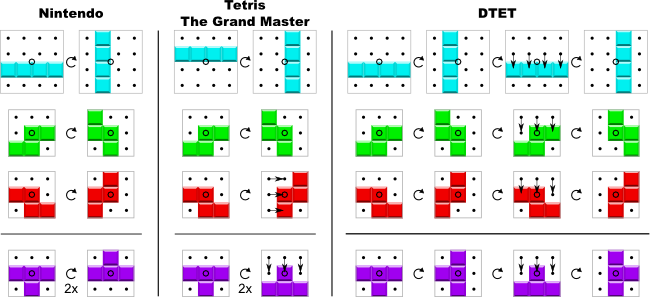 Nintendo
Tetris
The Grand Master
DTET
2x
2x